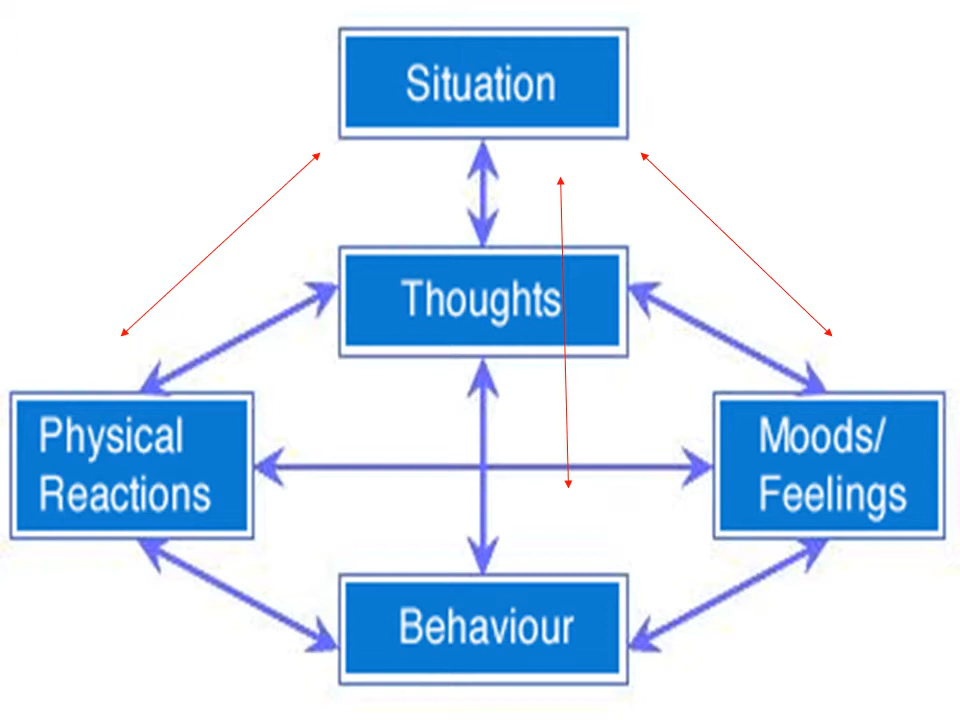 Situation
Thoughts
Physical
Reactions
Moods/
Feelings
Behaviour